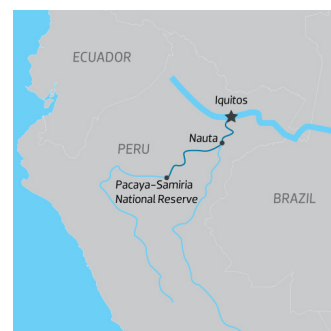 ECUADOR
Iquitos
Nauta
PERU
Pacaya-Samiria
National Reserve
BRAZIL